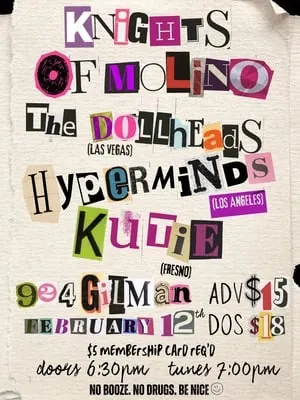 KNIGHTS
OF MOLINO
The DOLLHEADS
(LAS VEGAS)
HYPERMINDS
(LOS ANGELES)
KUTIE
(FRESNO)
924 GILMAN ADV $15
FEBRUARY 12th DOS $18
$5 MEMBERSHIP CARD REQ'D
doors 6:30pm tunes 7:00pm
NO BOOZE. NO DRUGS. BE NICE